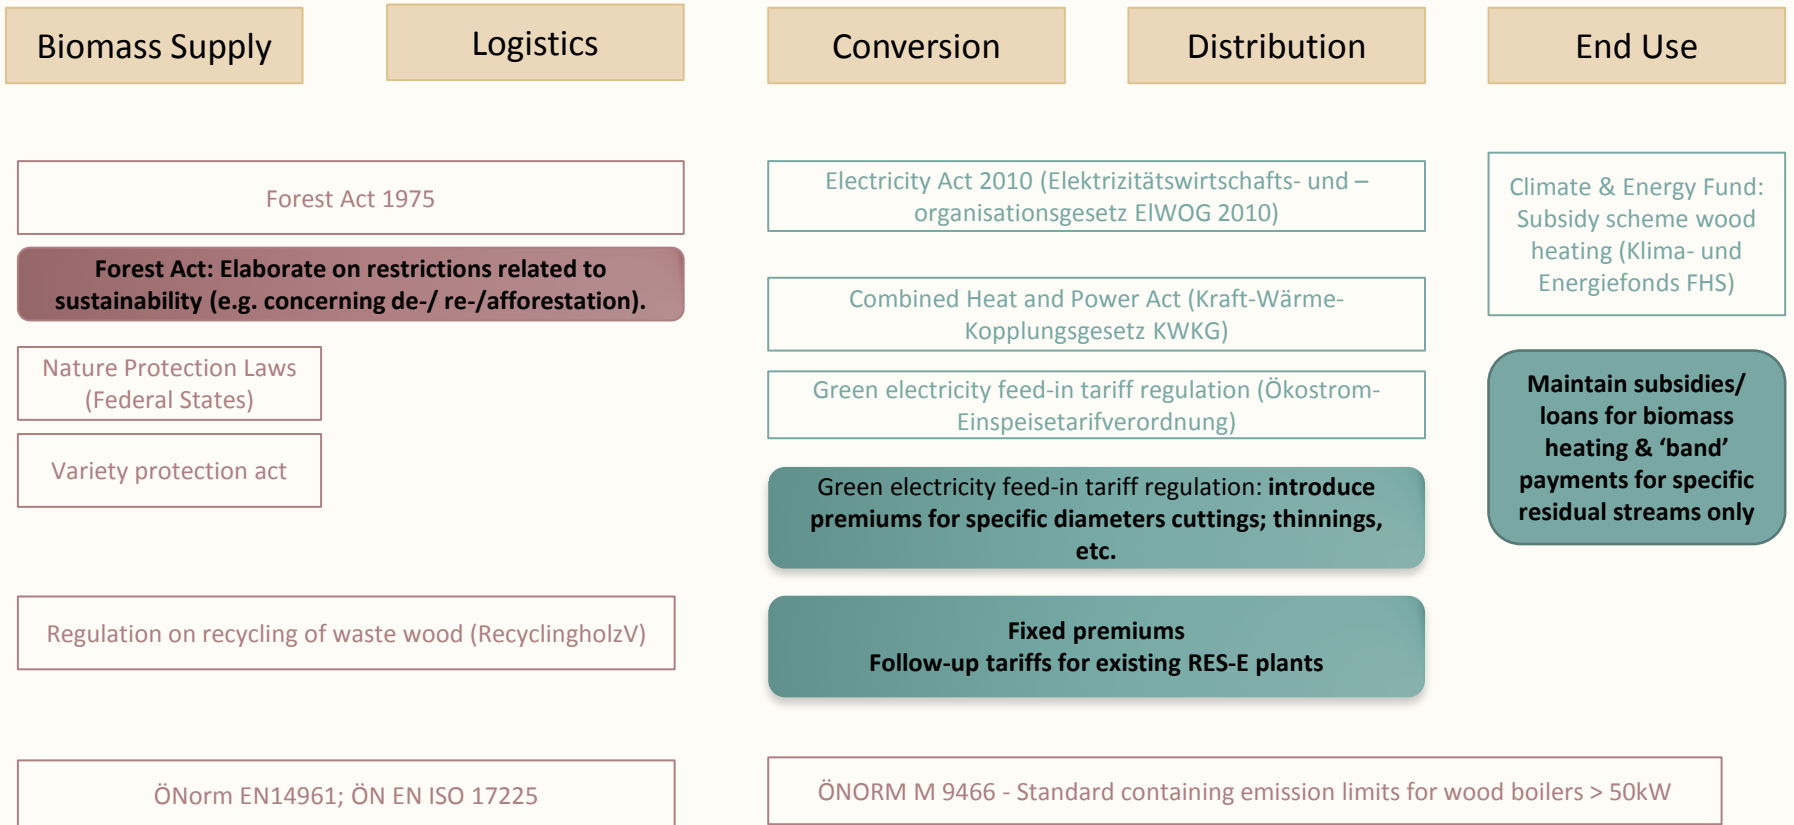 Biomass Supply
Logistics
Conversion
Distribution
End Use
Forest Act 1975
Forest Act: Elaborate on restrictions related to
sustainability (e.g. concerning de-/ re-/afforestation).
Nature Protection Laws
(Federal States)
Variety protection act
Regulation on recycling of waste wood (RecyclingholzV)
ÖNorm EN14961; ÖN EN ISO 17225
Electricity Act 2010 (Elektrizitätswirtschafts- und –
organisationsgesetz ElWOG 2010)
Combined Heat and Power Act (Kraft-Wärme-
Kopplungsgesetz KWKG)
Green electricity feed-in tariff regulation (Ökostrom-
Einspeisetarifverordnung)
Green electricity feed-in tariff regulation: introduce
premiums for specific diameters cuttings; thinnings,
etc.
Fixed premiums
Follow-up tariffs for existing RES-E plants
ÖNORM M 9466 - Standard containing emission limits for wood boilers > 50kW
Climate & Energy Fund:
Subsidy scheme wood
heating (Klima- und
Energiefonds FHS)
Maintain subsidies/
loans for biomass
heating & ‘band’
payments for specific
residual streams only